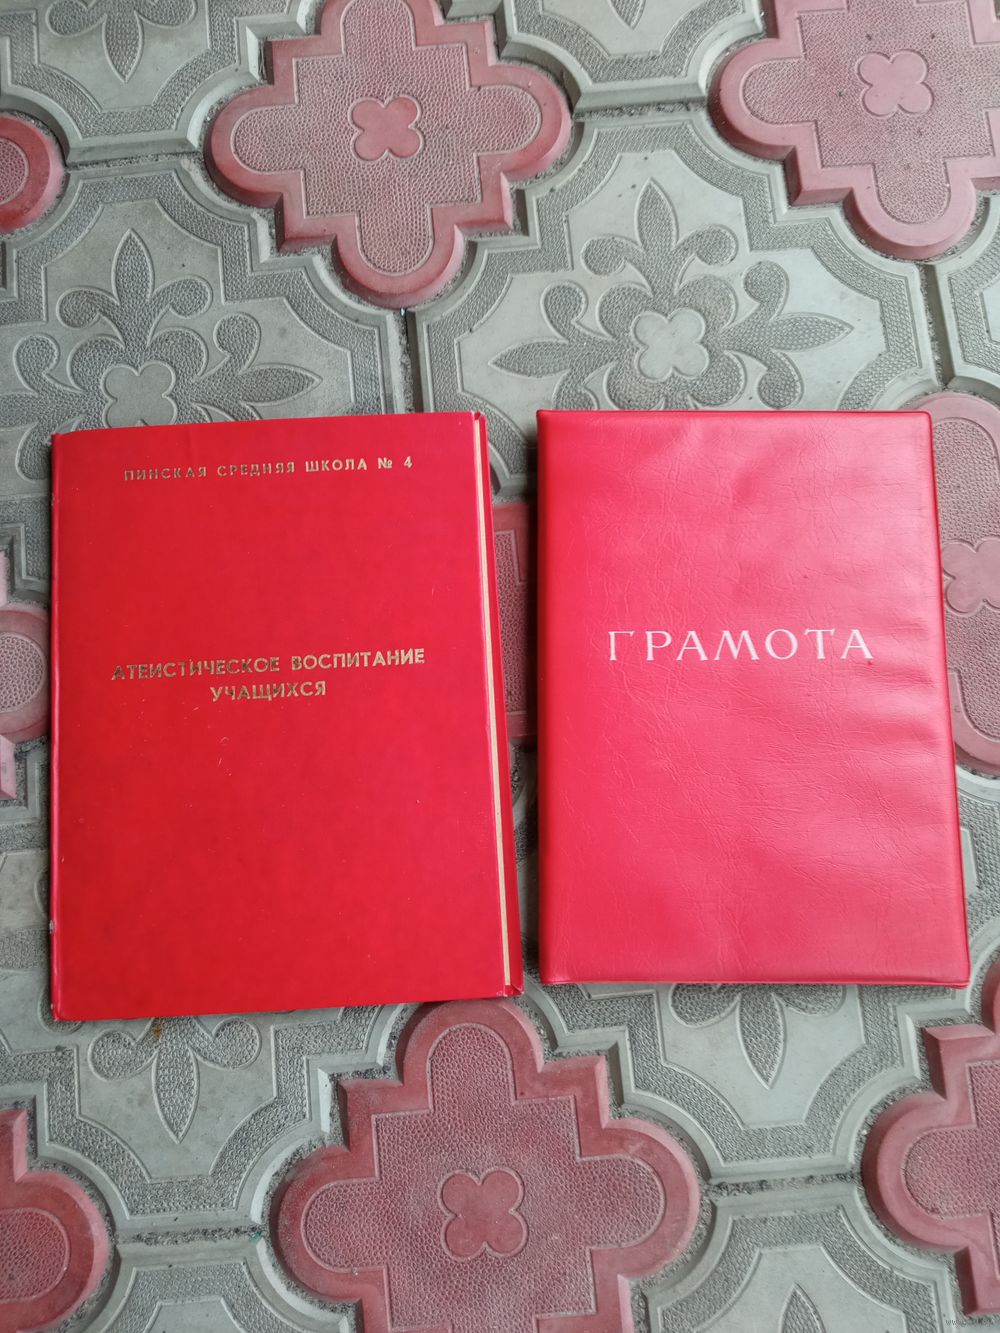 ПИНСКАЯ СРЕДНЯЯ ШКОЛА № 4
АТЕИСТИЧЕСКОЕ ВОСПИТАНИЕ
УЧАЩИХСЯ
ГРАМОТА